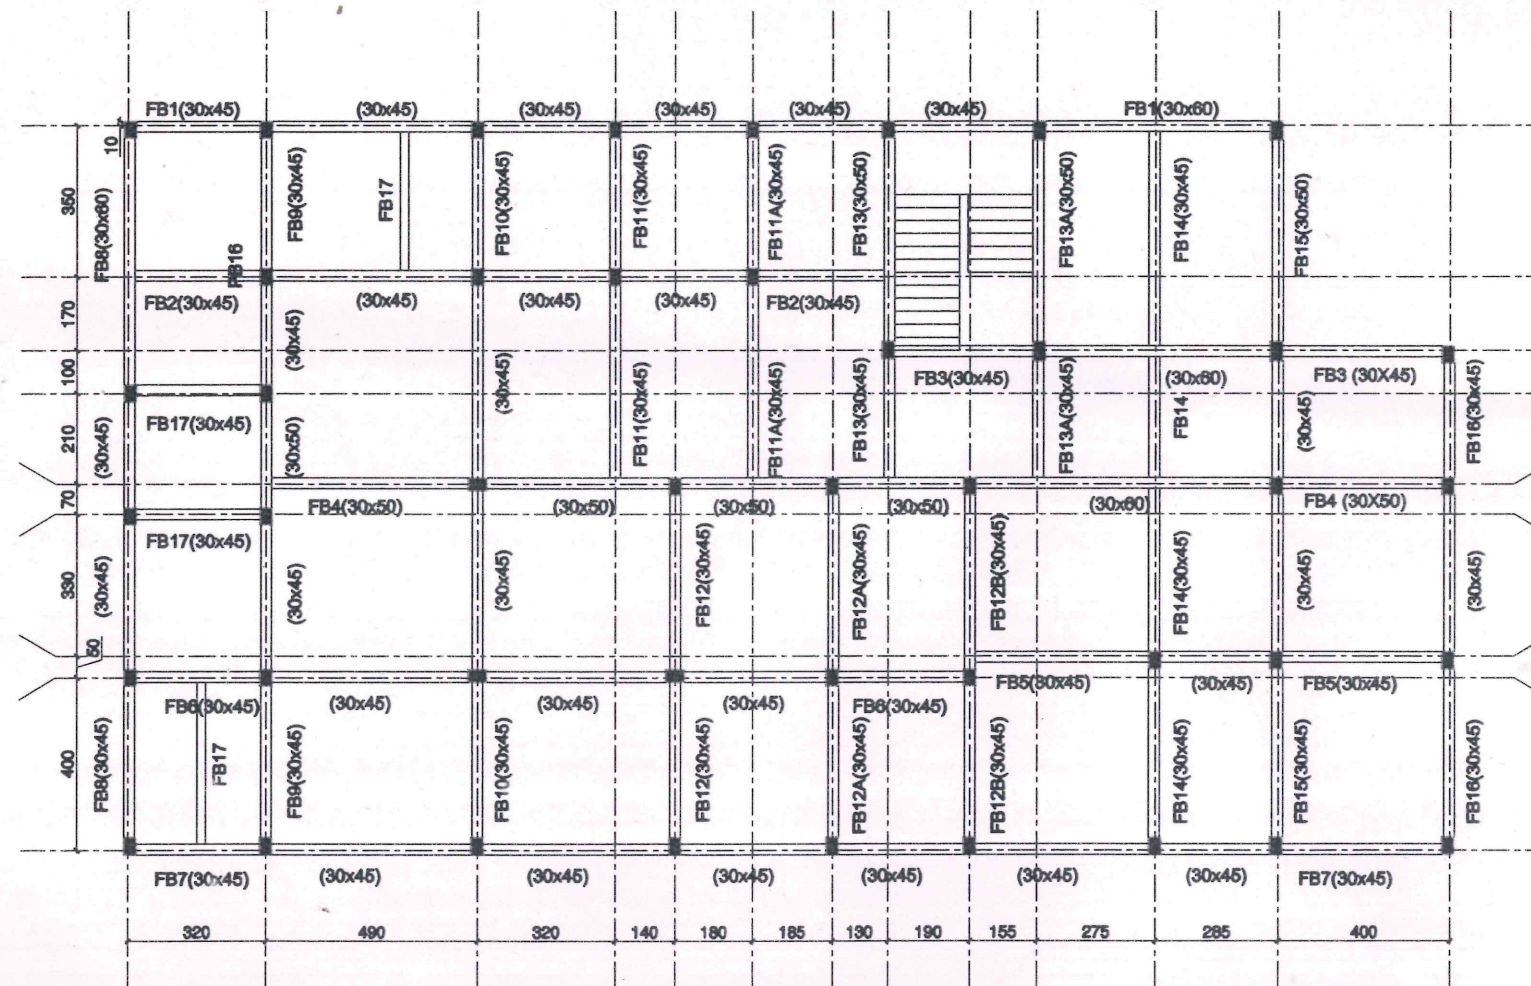 FB1(30x45) (30x45) (30x45) (30x45) (30x45) (30x45) FB1(30x60)
10
350
FB8(30x60)
FB9(30x45)
FB17
FB10(30x45)
FB11(30x45)
FB11A(30x45)
FB13(30x50)
FB13A(30x50)
FB14(30x45)
FB15(30x50)
FB16
FB2(30x45) (30x45) (30x45) (30x45) FB2(30x45)
170
(30x45)
100
(30x45)
FB11(30x45)
FB11A(30x45)
FB13(30x45)
FB3(30x45) (30x60) FB3 (30X45)
FB13A(30x45)
FB14
(30x45)
FB16(30x45)
FB17(30x45)
210
(30x45)
(30x50)
70
FB4(30x50) (30x50) (30x50) (30x50) (30x60) FB4 (30X50)
FB17(30x45)
330
(30x45)
(30x45)
(30x45)
FB12(30x45)
FB12A(30x45)
FB12B(30x45)
FB14(30x45)
(30x45)
(30x45)
50
FB5(30x45) (30x45) FB5(30x45)
FB6(30x45) (30x45) (30x45) (30x45) FB6(30x45)
400
FB8(30x45)
FB17
FB9(30x45)
FB10(30x45)
FB12(30x45)
FB12A(30x45)
FB12B(30x45)
FB14(30x45)
FB15(30x45)
FB16(30x45)
FB7(30x45) (30x45) (30x45) (30x45) (30x45) (30x45) (30x45) FB7(30x45)
320 490 320 140 180 185 130 190 155 275 285 400